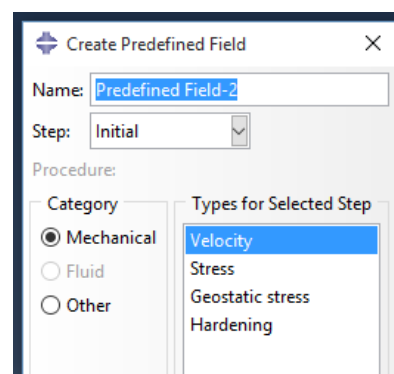 Create Predefined Field
Name: Predefined Field-2
Step: Initial
Procedure:
Category
Types for Selected Step
Mechanical
Fluid
Other
Velocity
Stress
Geostatic stress
Hardening